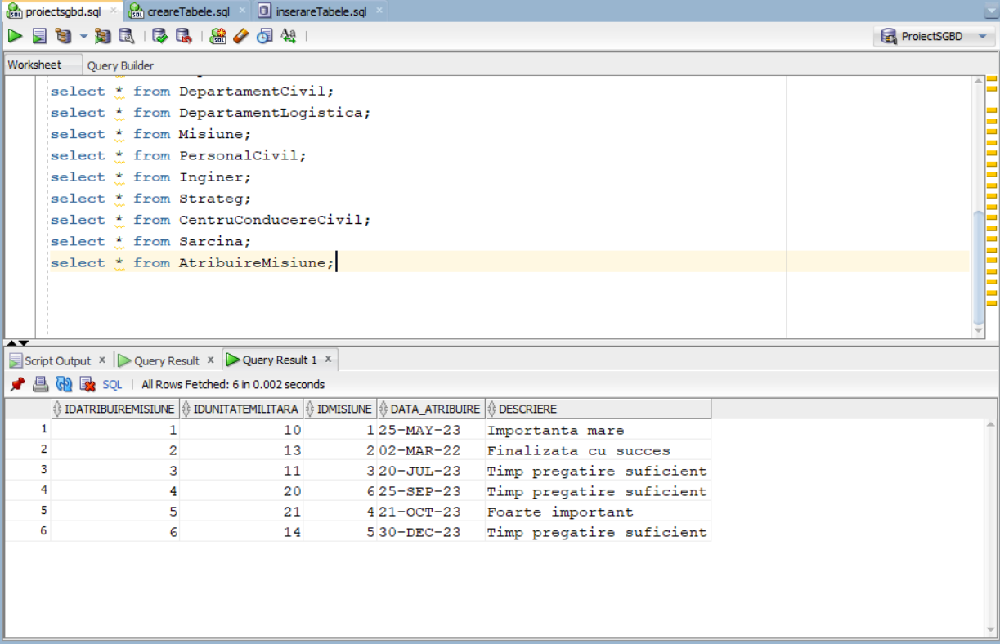 proiectsgbd.sql creareTabele.sql inserareTabele.sql
ProiectSGBD
Worksheet Query Builder
select * from DepartamentCivil;
select * from DepartamentLogistica;
select * from Misiune;
select * from PersonalCivil;
select * from Inginer;
select * from Strateg;
select * from CentruConducereCivil;
select * from Sarcina;
select * from AtribuireMisiune;
Script Output x Query Result x Query Result 1 x
SQL | All Rows Fetched: 6 in 0.002 seconds
IDATRIBUIREMISIUNE IDUNITATEMILITARA IDMISIUNE DATA_ATRIBUIRE DESCRIERE
1 1 10 1 25-MAY-23 Importanta mare
2 2 13 2 02-MAR-22 Finalizata cu succes
3 3 11 3 20-JUL-23 Timp pregatire suficient
4 4 20 6 25-SEP-23 Timp pregatire suficient
5 5 21 4 21-OCT-23 Foarte important
6 6 14 5 30-DEC-23 Timp pregatire suficient